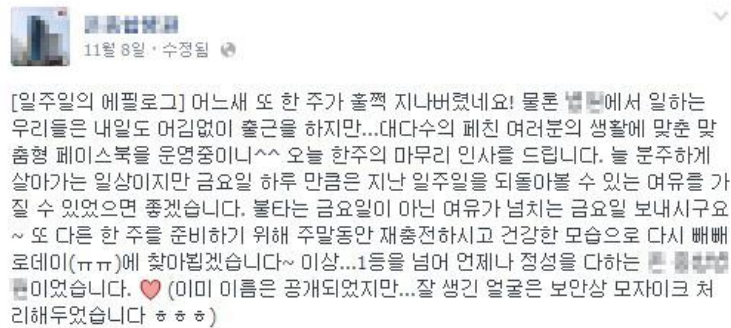 11월 8일 · 수정됨 ·
[일주일의 에필로그] 어느새 또 한 주가 훌쩍 지나버렸네요! 물론 에서 일하는
우리들은 내일도 어김없이 출근을 하지만...대다수의 페친 여러분의 생활에 맞춘 맞
춤형 페이스북을 운영중이니^^ 오늘 한주의 마무리 인사를 드립니다. 늘 분주하게
살아가는 일상이지만 금요일 하루 만큼은 지난 일주일을 되돌아볼 수 있는 여유를 가
질 수 있었으면 좋겠습니다. 불타는 금요일이 아닌 여유가 넘치는 금요일 보내시구요
~ 또 다른 한 주를 준비하기 위해 주말동안 재충전하시고 건강한 모습으로 다시 빼빼
로데이(ㅠㅠ)에 찾아뵙겠습니다~ 이상...1등을 넘어 언제나 정성을 다하는
이었습니다. ❤ (이미 이름은 공개되었지만...잘 생긴 얼굴은 보안상 모자이크 처
리해두었습니다 ㅎㅎㅎ)